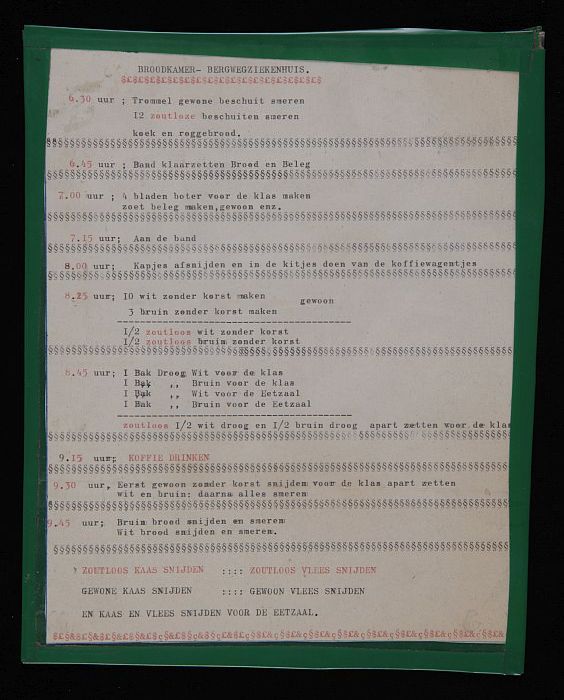 BROODKAMER- BERGWEGZIEKENHUIS.
6.30 uur ; Trommel gewone beschuit smeren
12 zoutloze beschuiten smeren
koek en roggebrood.
6.45 uur ; Band klaarzetten Brood en Beleg
7.00 uur ; 4 bladen boter voor de klas maken
zoet beleg maken,gewoon enz.
7.15 uur; Aan de band
8.00 uur; Kapjes afsnijden en in de kitjes doen van de koffiewagentjes
8.25 uur; IO wit zonder korst maken gewoon
3 bruin zonder korst maken
I/2 zoutloos wit zonder korst
I/2 zoutloos bruin zonder korst
8.45 uur; I Bak Droog Wit voor de klas
I Bak ,, Bruin voor de klas
I Bak ,, Wit voor de Eetzaal
I Bak ,, Bruin voor de Eetzaal
zoutloos I/2 wit droog en I/2 bruin droog apart zetten voor de klas
9.15 uur; KOFFIE DRINKEN
9.30 uur, Eerst gewoon zonder korst snijden voor de klas apart zetten
wit en bruin: daarna alles smeren
9.45 uur; Bruin brood snijden en smeren
Wit brood snijden en smeren.
ZOUTLOOS KAAS SNIJDEN :::: ZOUTLOOS VLEES SNIJDEN
GEWONE KAAS SNIJDEN :::: GEWOON VLEES SNIJDEN
EN KAAS EN VLEES SNIJDEN VOOR DE EETZAAL.